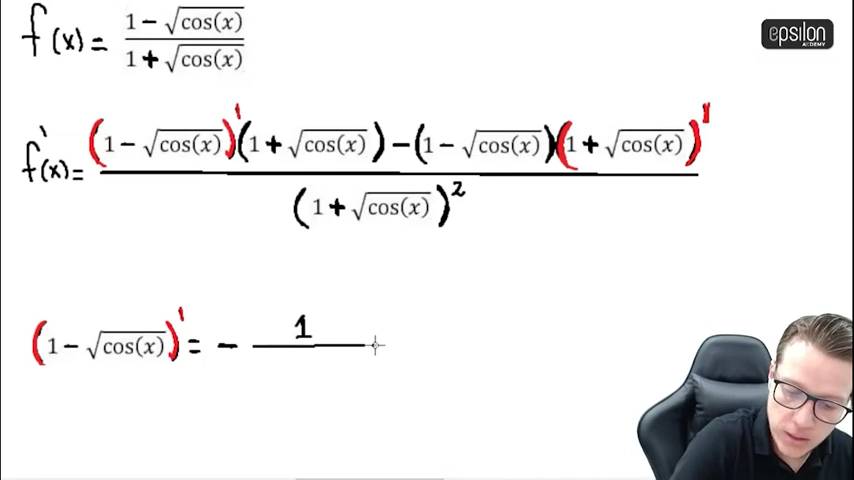 epsilon
ACADEMY
f(x) = (1 − √cos(x)) / (1 + √cos(x))
f'(x) = ((1 − √cos(x))'(1 + √cos(x)) − (1 − √cos(x))(1 + √cos(x))') / (1 + √cos(x))²
(1 − √cos(x))' = − 1